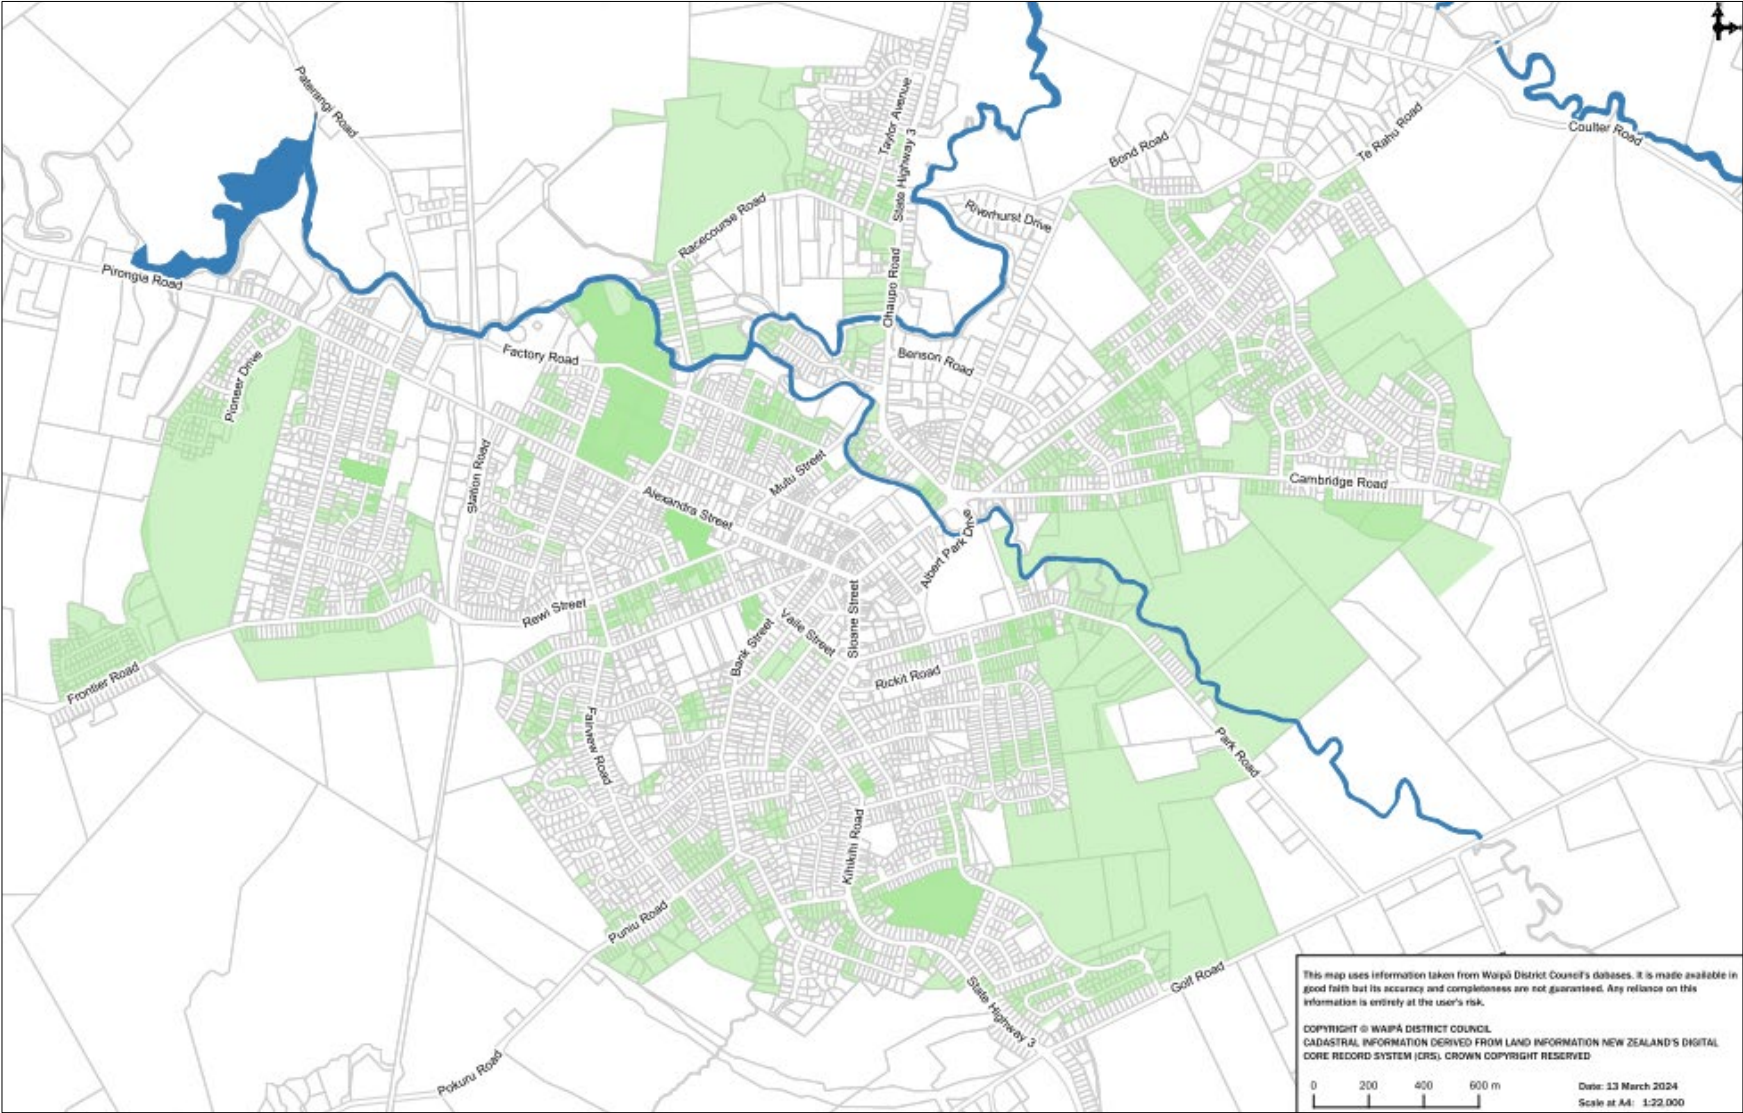 Paterangi Road
Taylor Avenue
State Highway 3
Bond Road
Te Rahu Road
Coulter Road
Racecourse Road
Riverhurst Drive
Pirongia Road
Ohaupo Road
Factory Road
Benson Road
Pioneer Drive
Station Road
Mutu Street
Alexandra Street
Cambridge Road
Albert Park Drive
Rewi Street
Sloane Street
Vaile Street
Bank Street
Frontier Road
Rickit Road
Fairview Road
Park Road
Kihikihi Road
Puniu Road
Golf Road
State Highway 3
Pokuru Road
This map uses information taken from Waipā District Council's dabases. It is made available in
good faith but its accuracy and completeness are not guaranteed. Any reliance on this
information is entirely at the user's risk.
COPYRIGHT © WAIPĀ DISTRICT COUNCIL
CADASTRAL INFORMATION DERIVED FROM LAND INFORMATION NEW ZEALAND'S DIGITAL
CORE RECORD SYSTEM (CRS). CROWN COPYRIGHT RESERVED
0 200 400 600 m
Date: 13 March 2024
Scale at A4: 1:22,000